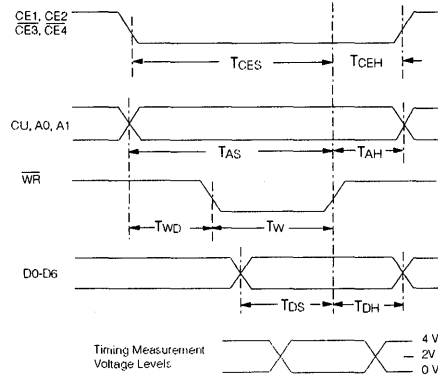 CE1, CE2
CE3, CE4
TCES
TCEH
CU, A0, A1
TAS
TAH
WR
TWD
TW
D0-D6
TDS
TDH
Timing Measurement
Voltage Levels
4 V
2V
0 V